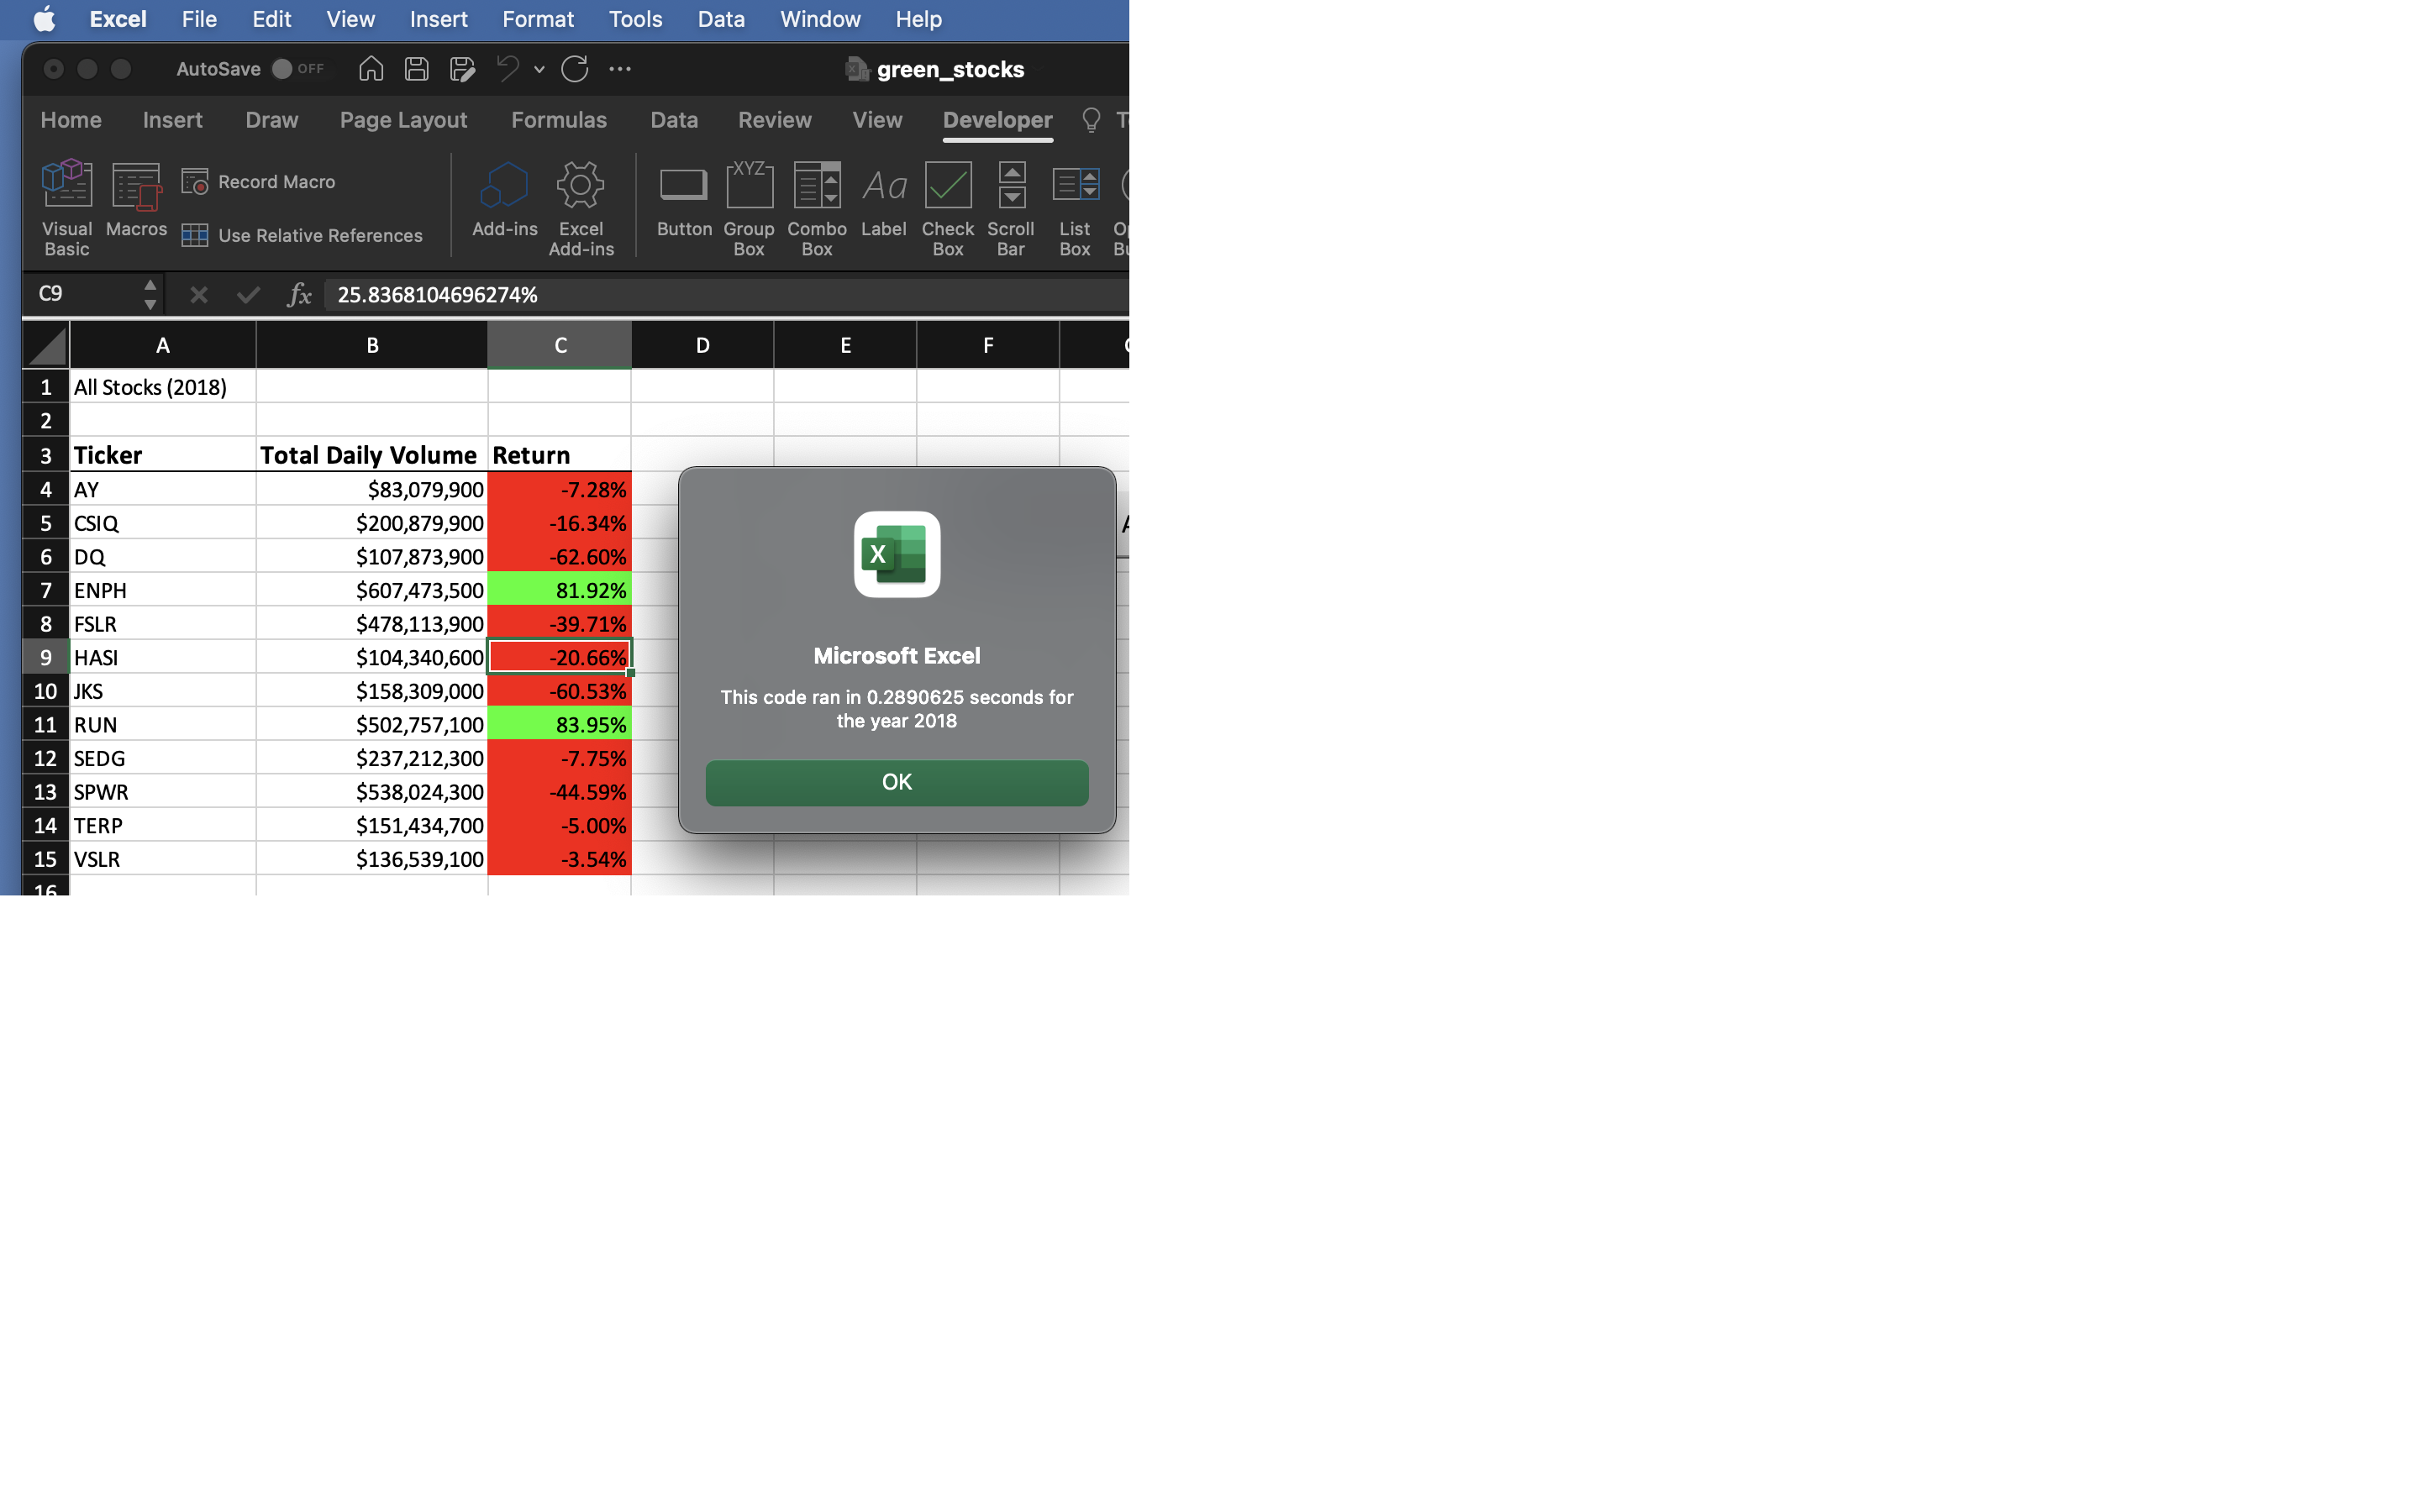 Excel File Edit View Insert Format Tools Data Window Help
AutoSave OFF green_stocks
Home Insert Draw Page Layout Formulas Data Review View Developer
Record Macro
Use Relative References
Visual Basic
Macros
Add-ins
Excel Add-ins
Button
Group Box
XYZ
Combo Box
Aa
Label
Check Box
Scroll Bar
List Box
C9 fx 25.8368104696274%
A B C D E F
1 All Stocks (2018)
2
3 Ticker Total Daily Volume Return
4 AY $83,079,900 -7.28%
5 CSIQ $200,879,900 -16.34%
6 DQ $107,873,900 -62.60%
7 ENPH $607,473,500 81.92%
8 FSLR $478,113,900 -39.71%
9 HASI $104,340,600 -20.66%
10 JKS $158,309,000 -60.53%
11 RUN $502,757,100 83.95%
12 SEDG $237,212,300 -7.75%
13 SPWR $538,024,300 -44.59%
14 TERP $151,434,700 -5.00%
15 VSLR $136,539,100 -3.54%
16
X
Microsoft Excel
This code ran in 0.2890625 seconds for
the year 2018
OK